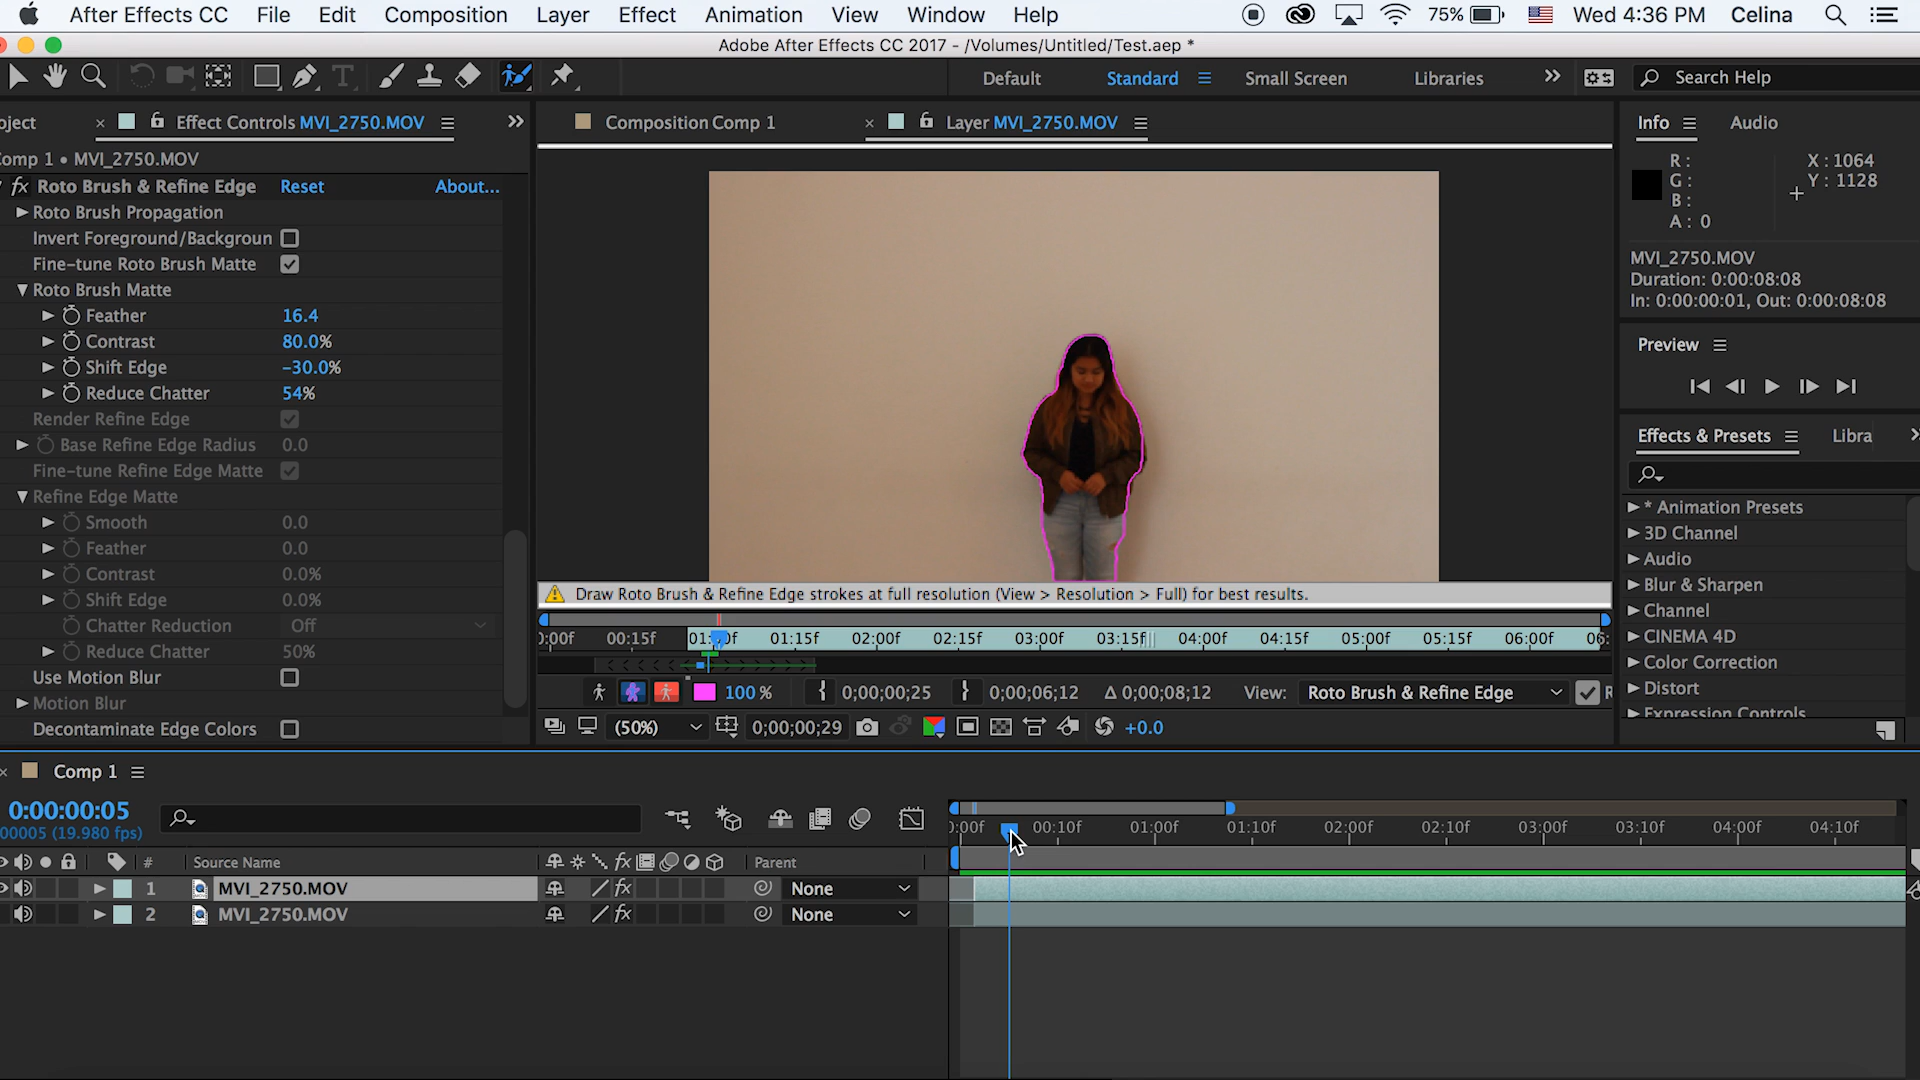 After Effects CC File Edit Composition Layer Effect Animation View Window Help 75% Wed 4:36 PM Celina
Adobe After Effects CC 2017 - /Volumes/Untitled/Test.aep *
Default Standard Small Screen Libraries Search Help
oject Effect Controls MVI_2750.MOV
omp 1 • MVI_2750.MOV
fx Roto Brush & Refine Edge Reset About...
Roto Brush Propagation
Invert Foreground/Backgroun
Fine-tune Roto Brush Matte
Roto Brush Matte
Feather 16.4
Contrast 80.0%
Shift Edge -30.0%
Reduce Chatter 54%
Render Refine Edge
Base Refine Edge Radius 0.0
Fine-tune Refine Edge Matte
Refine Edge Matte
Smooth 0.0
Feather 0.0
Contrast 0.0%
Shift Edge 0.0%
Chatter Reduction Off
Reduce Chatter 50%
Use Motion Blur
Motion Blur
Decontaminate Edge Colors
Composition Comp 1 Layer MVI_2750.MOV
Draw Roto Brush & Refine Edge strokes at full resolution (View > Resolution > Full) for best results.
0:00f 00:15f 01:00f 01:15f 02:00f 02:15f 03:00f 03:15f 04:00f 04:15f 05:00f 05:15f 06:00f 06:
100 % 0;00;00;25 0;00;06;12 Δ 0;00;08;12 View: Roto Brush & Refine Edge R
(50%) 0;00;00;29 +0.0
Info Audio
R: X : 1064
G: Y : 1128
B:
A: 0
MVI_2750.MOV
Duration: 0:00:08:08
In: 0:00:00:01, Out: 0:00:08:08
Preview
Effects & Presets Libra
* Animation Presets
3D Channel
Audio
Blur & Sharpen
Channel
CINEMA 4D
Color Correction
Distort
Expression Controls
Comp 1
0:00:00:05
00005 (19.980 fps)
:00f 00:10f 01:00f 01:10f 02:00f 02:10f 03:00f 03:10f 04:00f 04:10f
# Source Name fx Parent
1 MVI_2750.MOV fx None
2 MVI_2750.MOV fx None